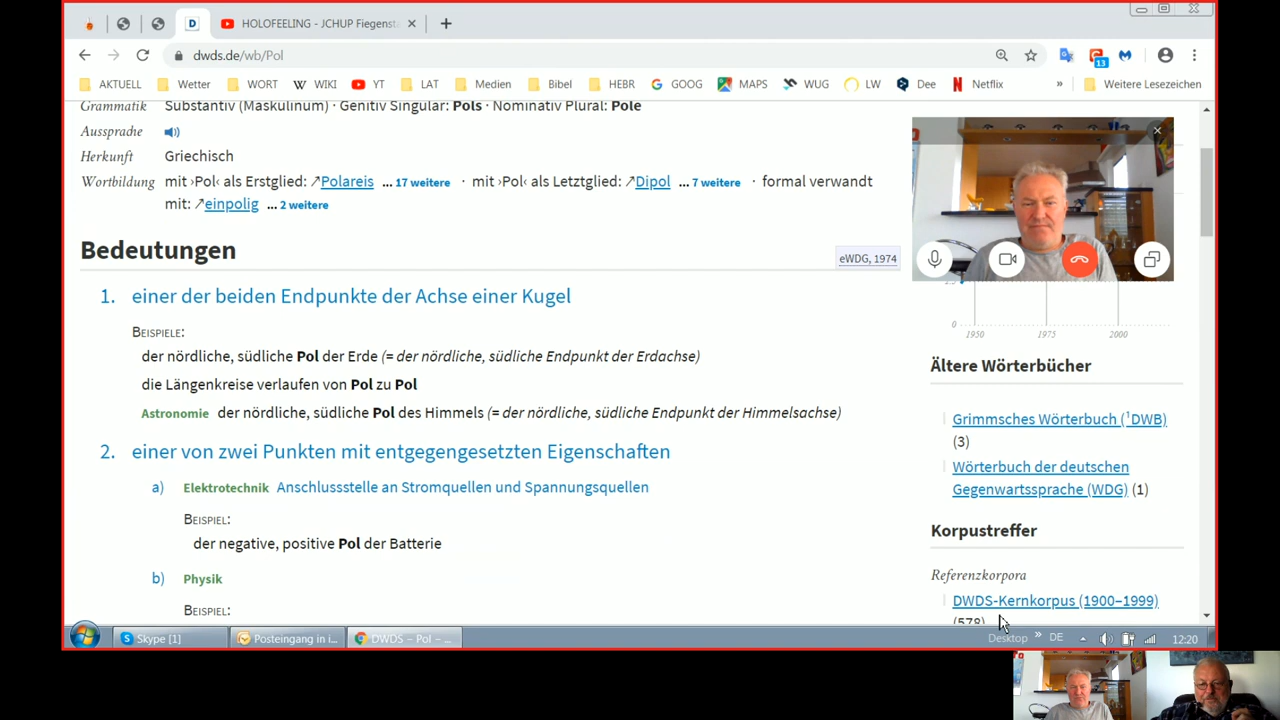 HOLOFEELING - JCHUP Fiegenst
dwds.de/wb/Pol
13
AKTUELL Wetter WORT WIKI YT LAT Medien Bibel HEBR GOOG MAPS WUG LW Dee Netflix » Weitere Lesezeichen
Grammatik Substantiv (Maskulinum) · Genitiv Singular: Pols · Nominativ Plural: Pole
Aussprache
Herkunft Griechisch
Wortbildung mit ›Pol‹ als Erstglied: ↗Polareis ... 17 weitere · mit ›Pol‹ als Letztglied: ↗Dipol ... 7 weitere · formal verwandt
mit: ↗einpolig ... 2 weitere
Bedeutungen
eWDG, 1974
1. einer der beiden Endpunkte der Achse einer Kugel
BEISPIELE:
der nördliche, südliche Pol der Erde (= der nördliche, südliche Endpunkt der Erdachse)
die Längenkreise verlaufen von Pol zu Pol
Astronomie der nördliche, südliche Pol des Himmels (= der nördliche, südliche Endpunkt der Himmelsachse)
2. einer von zwei Punkten mit entgegengesetzten Eigenschaften
a) Elektrotechnik Anschlussstelle an Stromquellen und Spannungsquellen
BEISPIEL:
der negative, positive Pol der Batterie
b) Physik
BEISPIEL:
0
1950 1975 2000
Ältere Wörterbücher
Grimmsches Wörterbuch (¹DWB)
(3)
Wörterbuch der deutschen
Gegenwartssprache (WDG) (1)
Korpustreffer
Referenzkorpora
DWDS-Kernkorpus (1900–1999)
(578)
Skype [1] Posteingang in i... DWDS – Pol – ... Desktop » DE 12:20